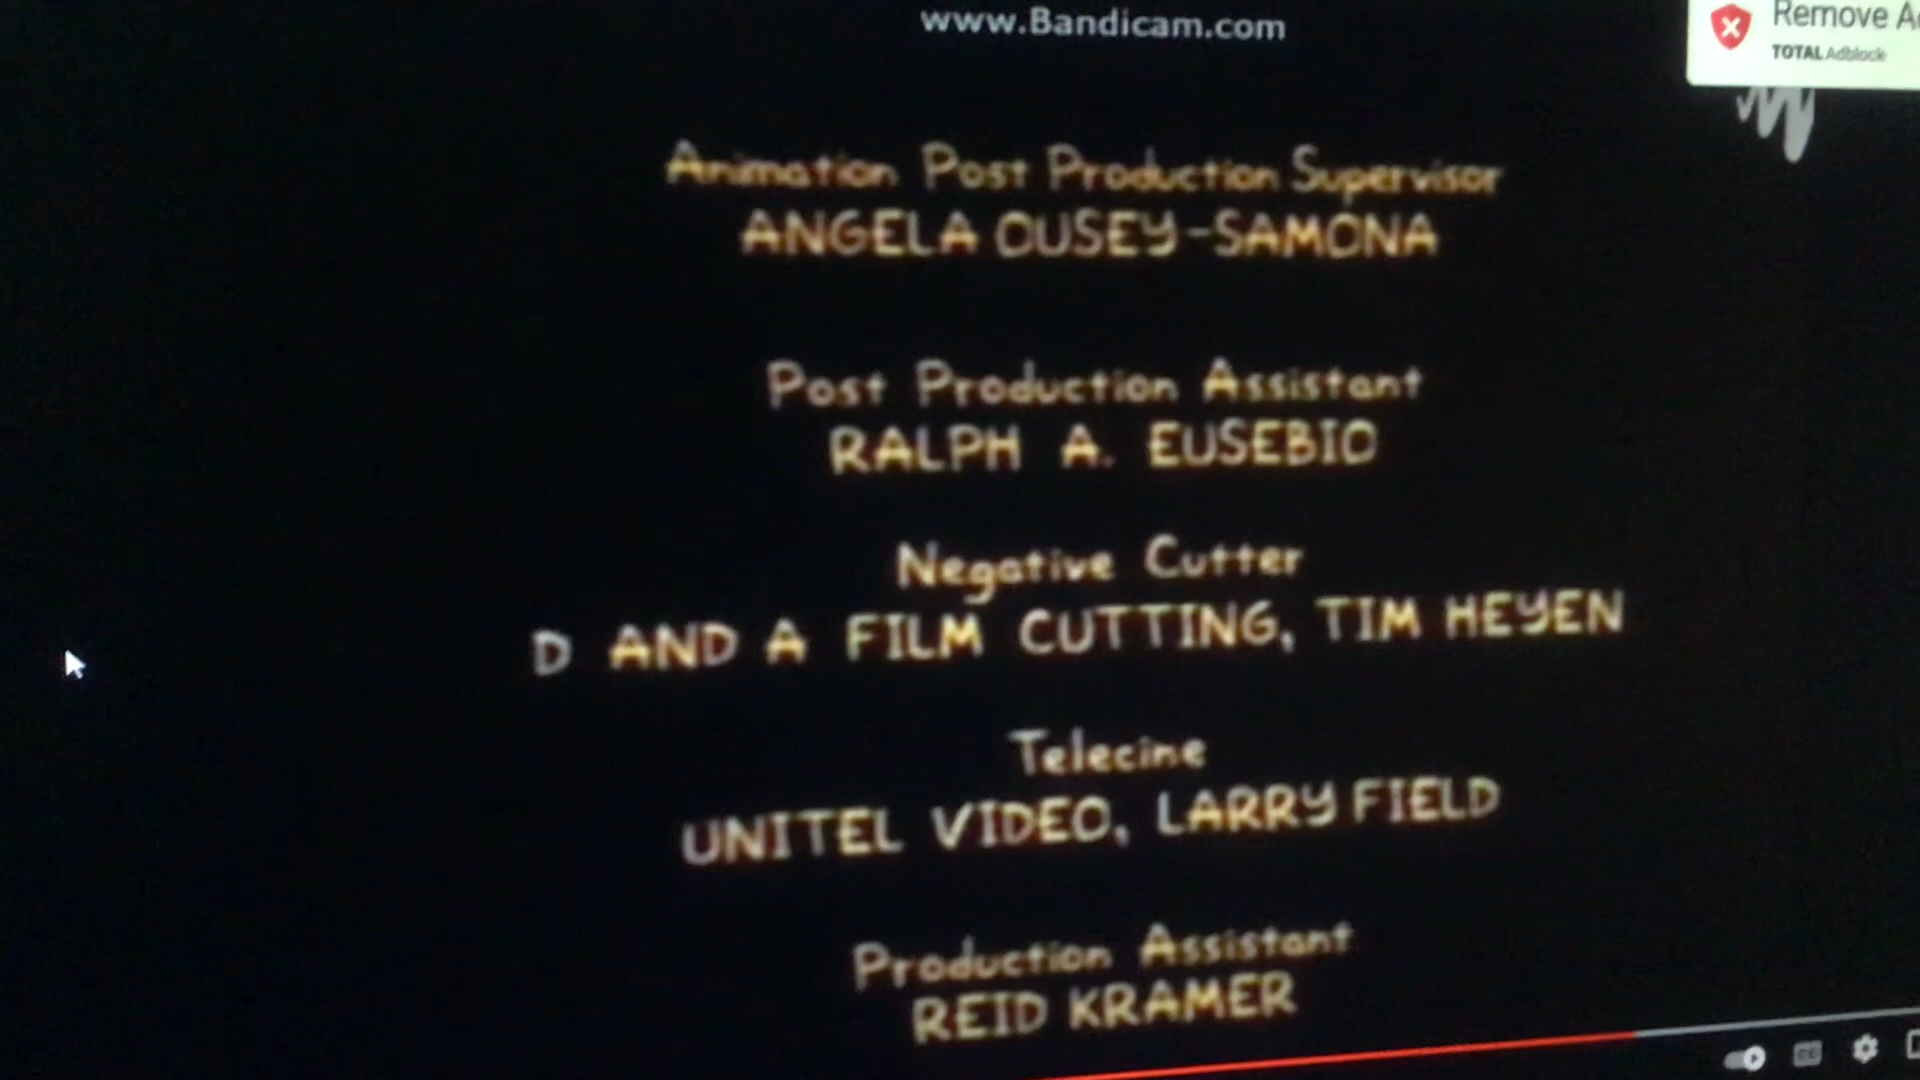 www.Bandicam.com
Remove
TOTAL Adblock
Animation Post Production Supervisor
ANGELA OUSEY-SAMONA
Post Production Assistant
RALPH A. EUSEBIO
Negative Cutter
D AND A FILM CUTTING, TIM HEYEN
Telecine
UNITEL VIDEO, LARRY FIELD
Production Assistant
REID KRAMER
CC